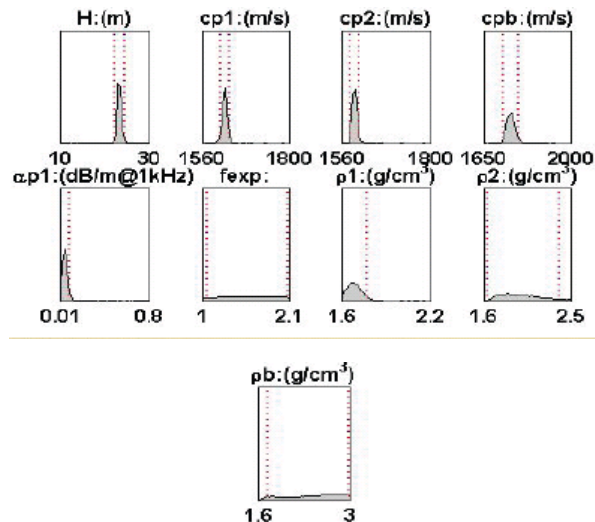 H:(m) cp1:(m/s) cp2:(m/s) cpb:(m/s)
10 30 1560 1800 1560 1800 1650 2000
αp1:(dB/m@1kHz) fexp: ρ1:(g/cm³) ρ2:(g/cm³)
0.01 0.8 1 2.1 1.6 2.2 1.6 2.5
ρb:(g/cm³)
1.6 3